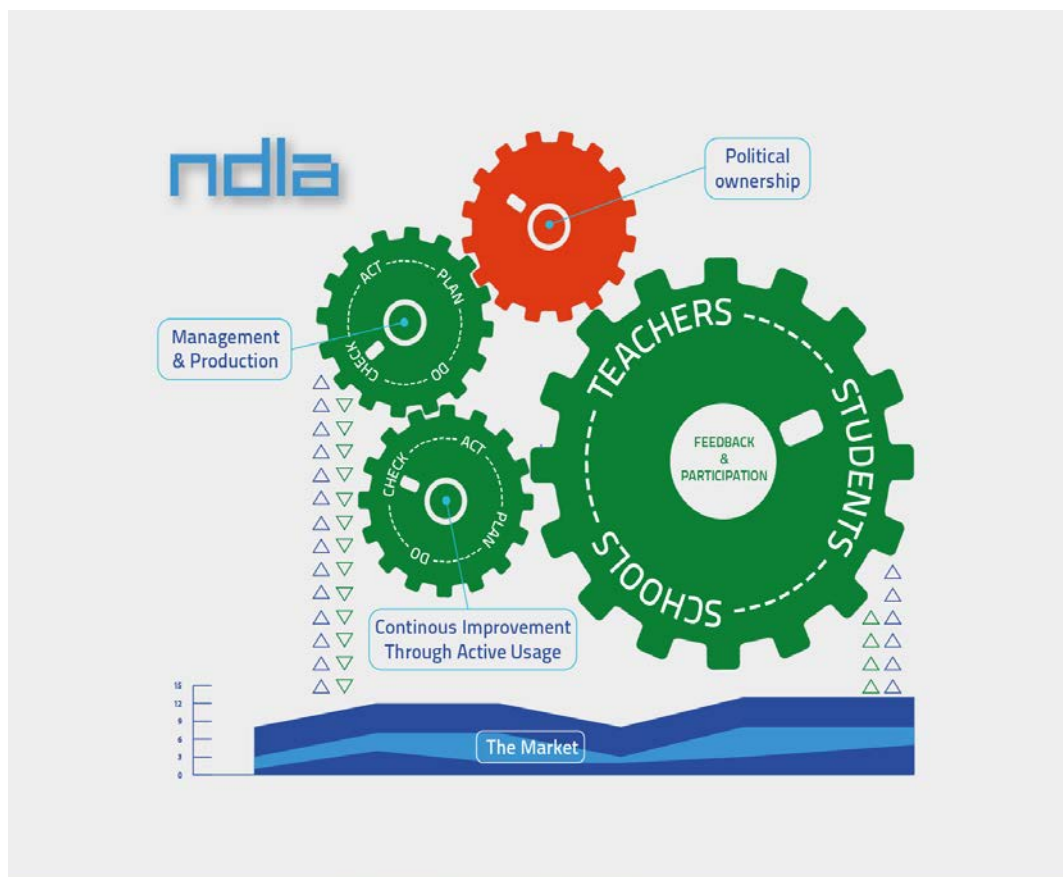 ndla
Political
ownership
ACT
PLAN
DO
CHECK
Management
& Production
TEACHERS
STUDENTS
SCHOOLS
FEEDBACK
&
PARTICIPATION
CHECK
ACT
PLAN
DO
Continous Improvement
Through Active Usage
15
12
9
6
3
0
The Market